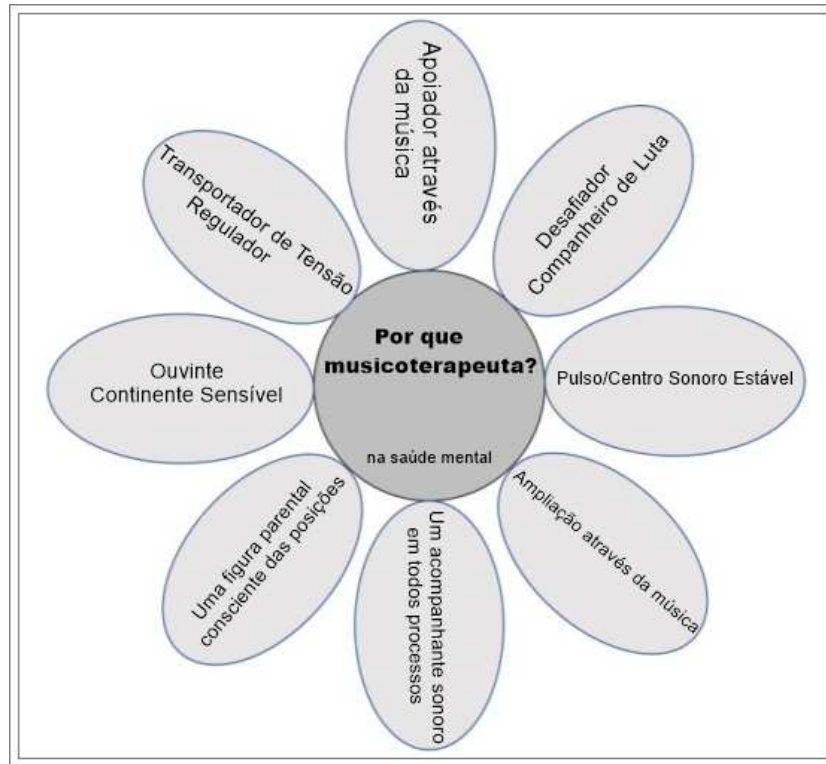 Por que
musicoterapeuta?
na saúde mental
Apoiador através
da música
Desafiador
Companheiro de Luta
Pulso/Centro Sonoro Estável
Ampliação através da música
Um acompanhante sonoro
em todos processos
Uma figura parental
consciente das posições
Ouvinte
Continente Sensível
Transportador de Tensão
Regulador